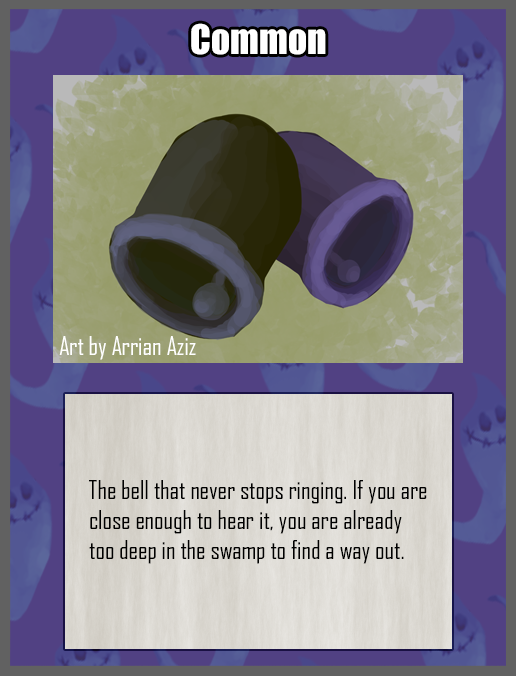 Common
Art by Arrian Aziz
The bell that never stops ringing. If you are
close enough to hear it, you are already
too deep in the swamp to find a way out.